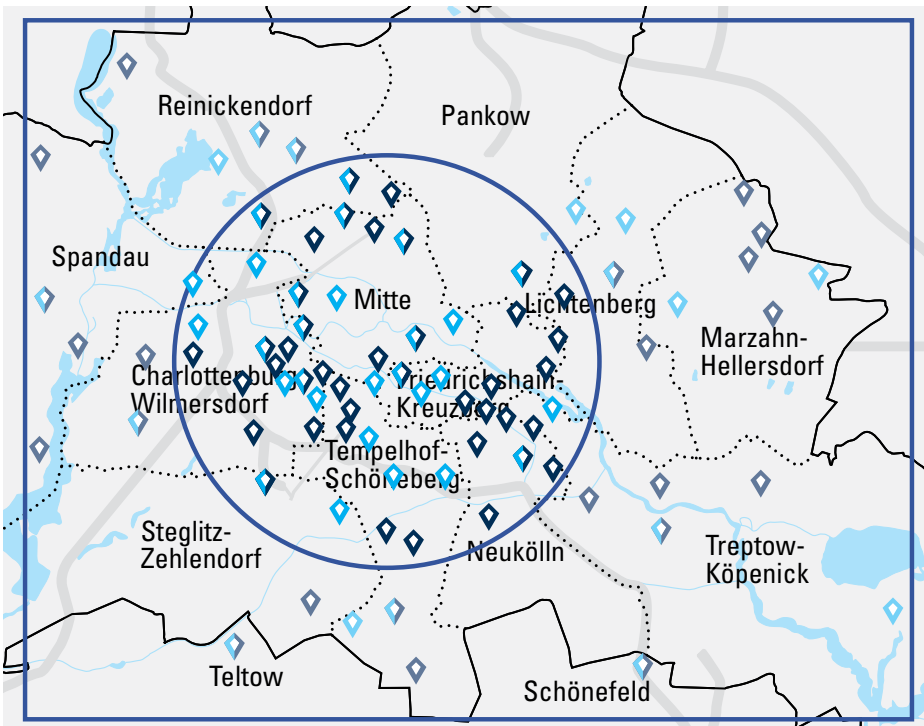 Reinickendorf
Pankow
Spandau
Mitte
Lichtenberg
Marzahn-
Hellersdorf
Charlottenburg
Wilmersdorf
Friedrichshain-
Kreuzberg
Tempelhof-
Schöneberg
Steglitz-
Zehlendorf
Neukölln
Treptow-
Köpenick
Teltow
Schönefeld